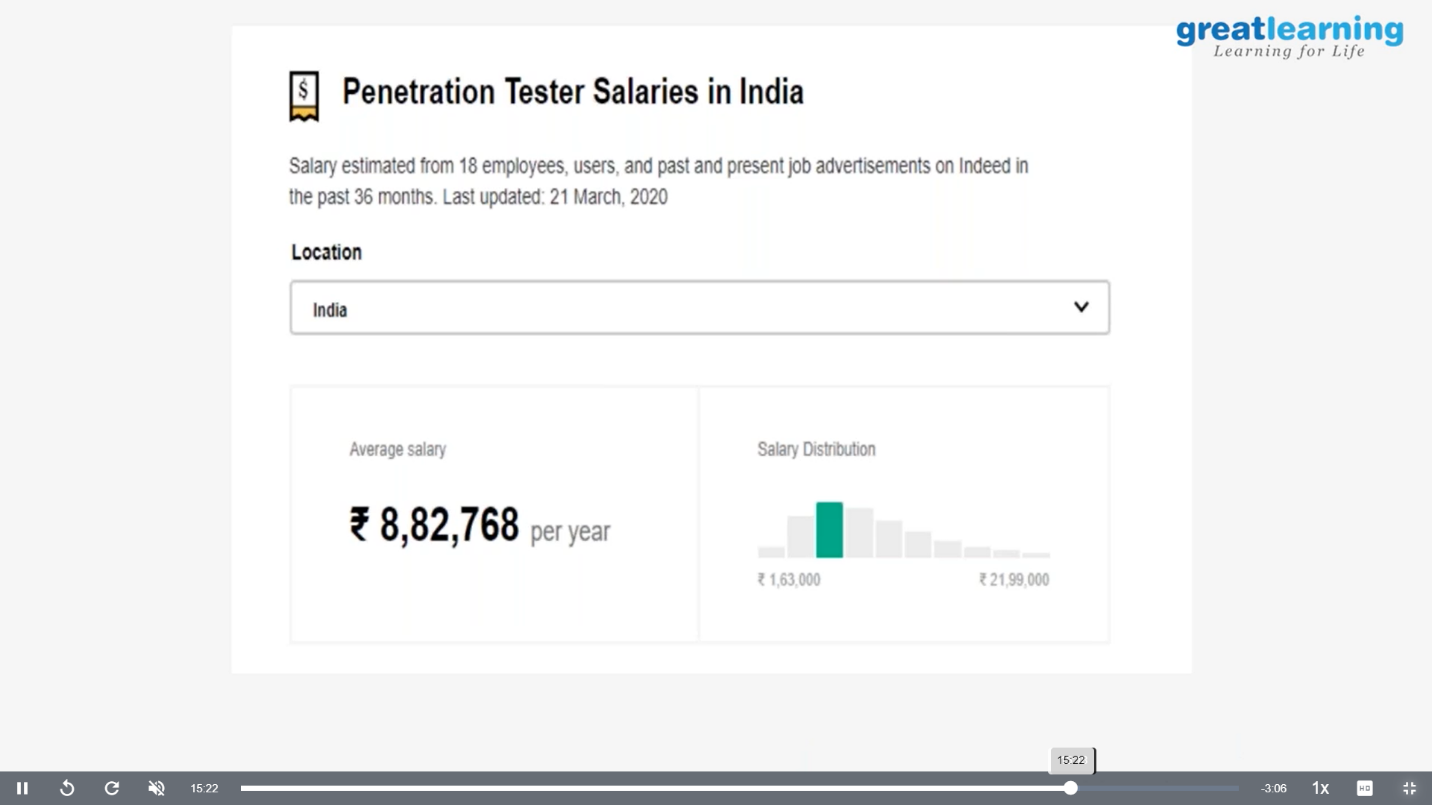 greatlearning
Learning for Life
$
Penetration Tester Salaries in India
Salary estimated from 18 employees, users, and past and present job advertisements on Indeed in
the past 36 months. Last updated: 21 March, 2020
Location
India
Average salary
₹ 8,82,768 per year
Salary Distribution
₹ 1,63,000
₹ 21,99,000
15:22
15:22
-3:06
1x
HD